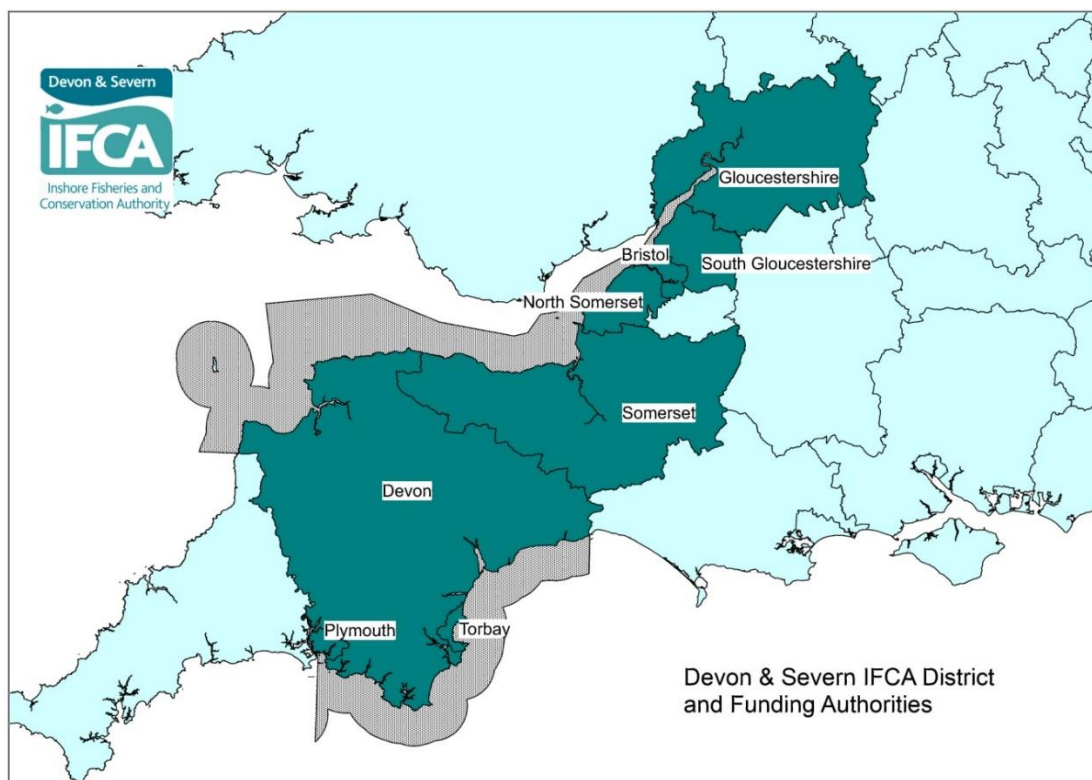 Devon & Severn
IFCA
Inshore Fisheries and
Conservation Authority
Gloucestershire
Bristol
South Gloucestershire
North Somerset
Somerset
Devon
Plymouth
Torbay
Devon & Severn IFCA District
and Funding Authorities